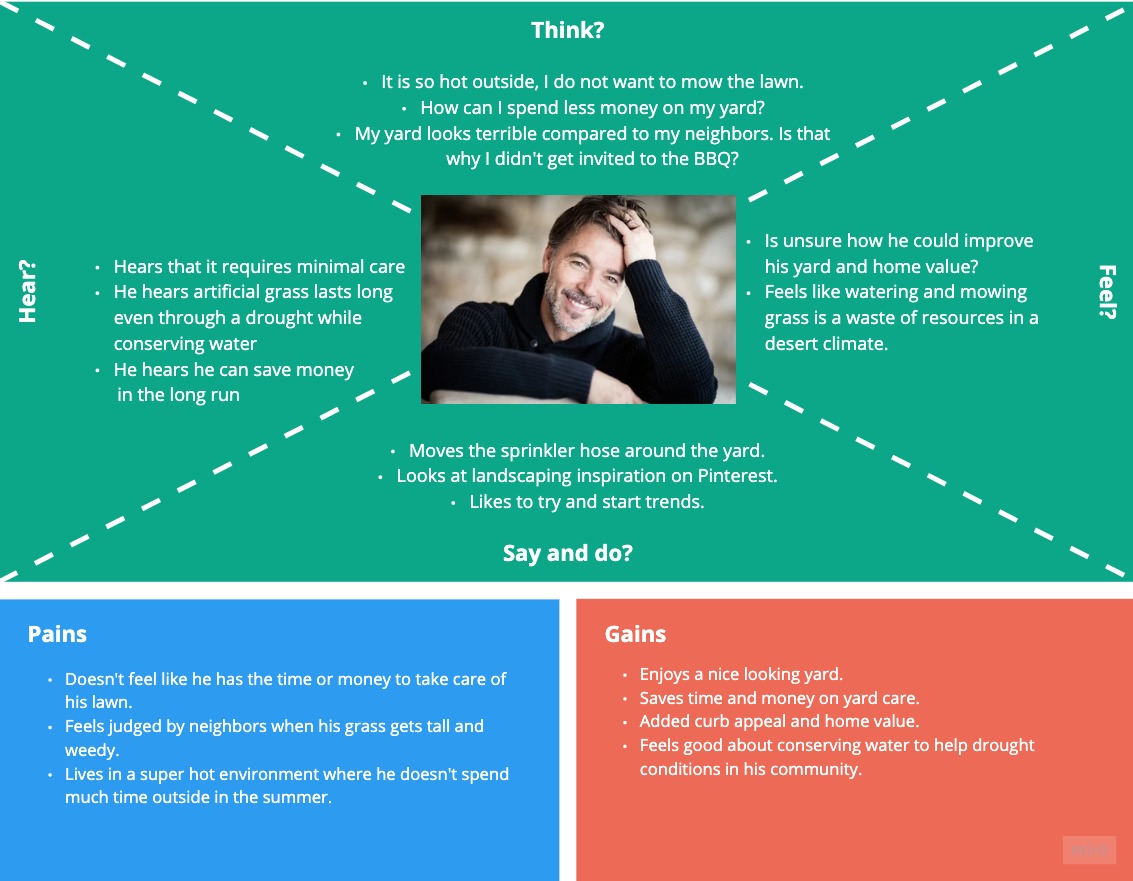 Think?
• It is so hot outside, I do not want to mow the lawn.
• How can I spend less money on my yard?
• My yard looks terrible compared to my neighbors. Is that
why I didn't get invited to the BBQ?
Hear?
• Hears that it requires minimal care
• He hears artificial grass lasts long
even through a drought while
conserving water
• He hears he can save money
in the long run
• Is unsure how he could improve
his yard and home value?
• Feels like watering and mowing
grass is a waste of resources in a
desert climate.
Feel?
• Moves the sprinkler hose around the yard.
• Looks at landscaping inspiration on Pinterest.
• Likes to try and start trends.
Say and do?
Pains
• Doesn't feel like he has the time or money to take care of
his lawn.
• Feels judged by neighbors when his grass gets tall and
weedy.
• Lives in a super hot environment where he doesn't spend
much time outside in the summer.
Gains
• Enjoys a nice looking yard.
• Saves time and money on yard care.
• Added curb appeal and home value.
• Feels good about conserving water to help drought
conditions in his community.